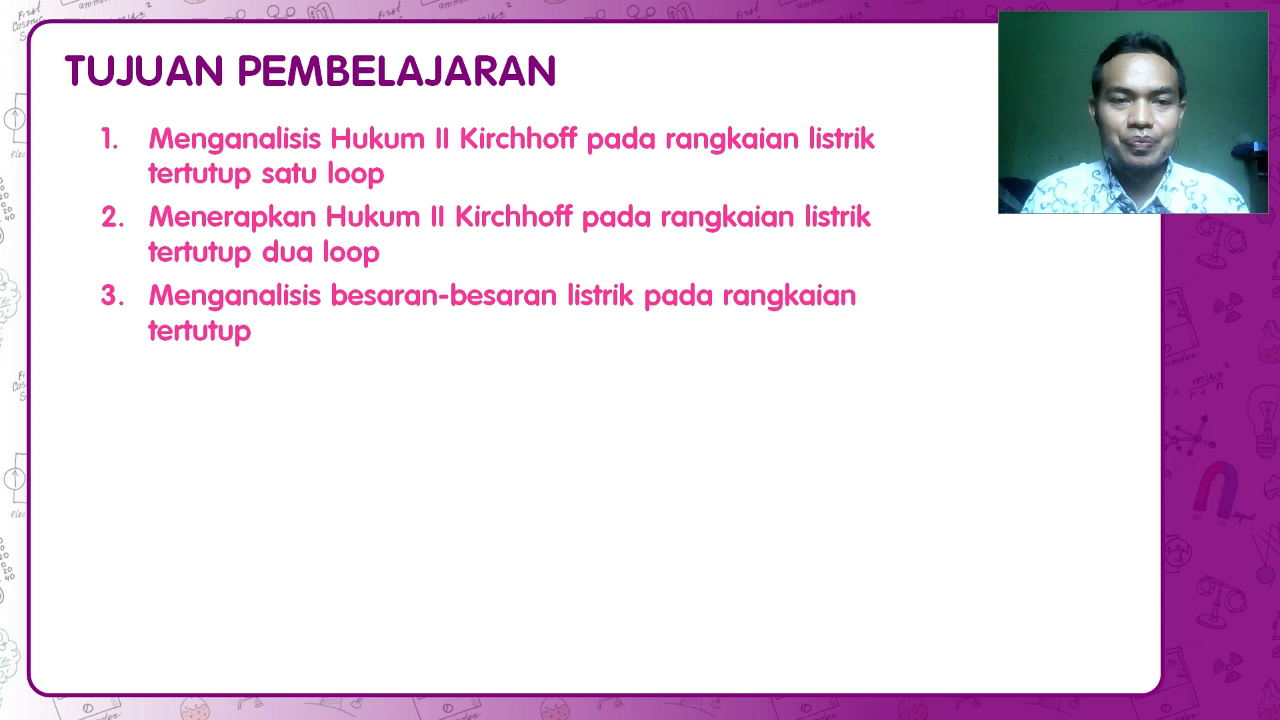 TUJUAN PEMBELAJARAN
1. Menganalisis Hukum II Kirchhoff pada rangkaian listrik
tertutup satu loop
2. Menerapkan Hukum II Kirchhoff pada rangkaian listrik
tertutup dua loop
3. Menganalisis besaran-besaran listrik pada rangkaian
tertutup